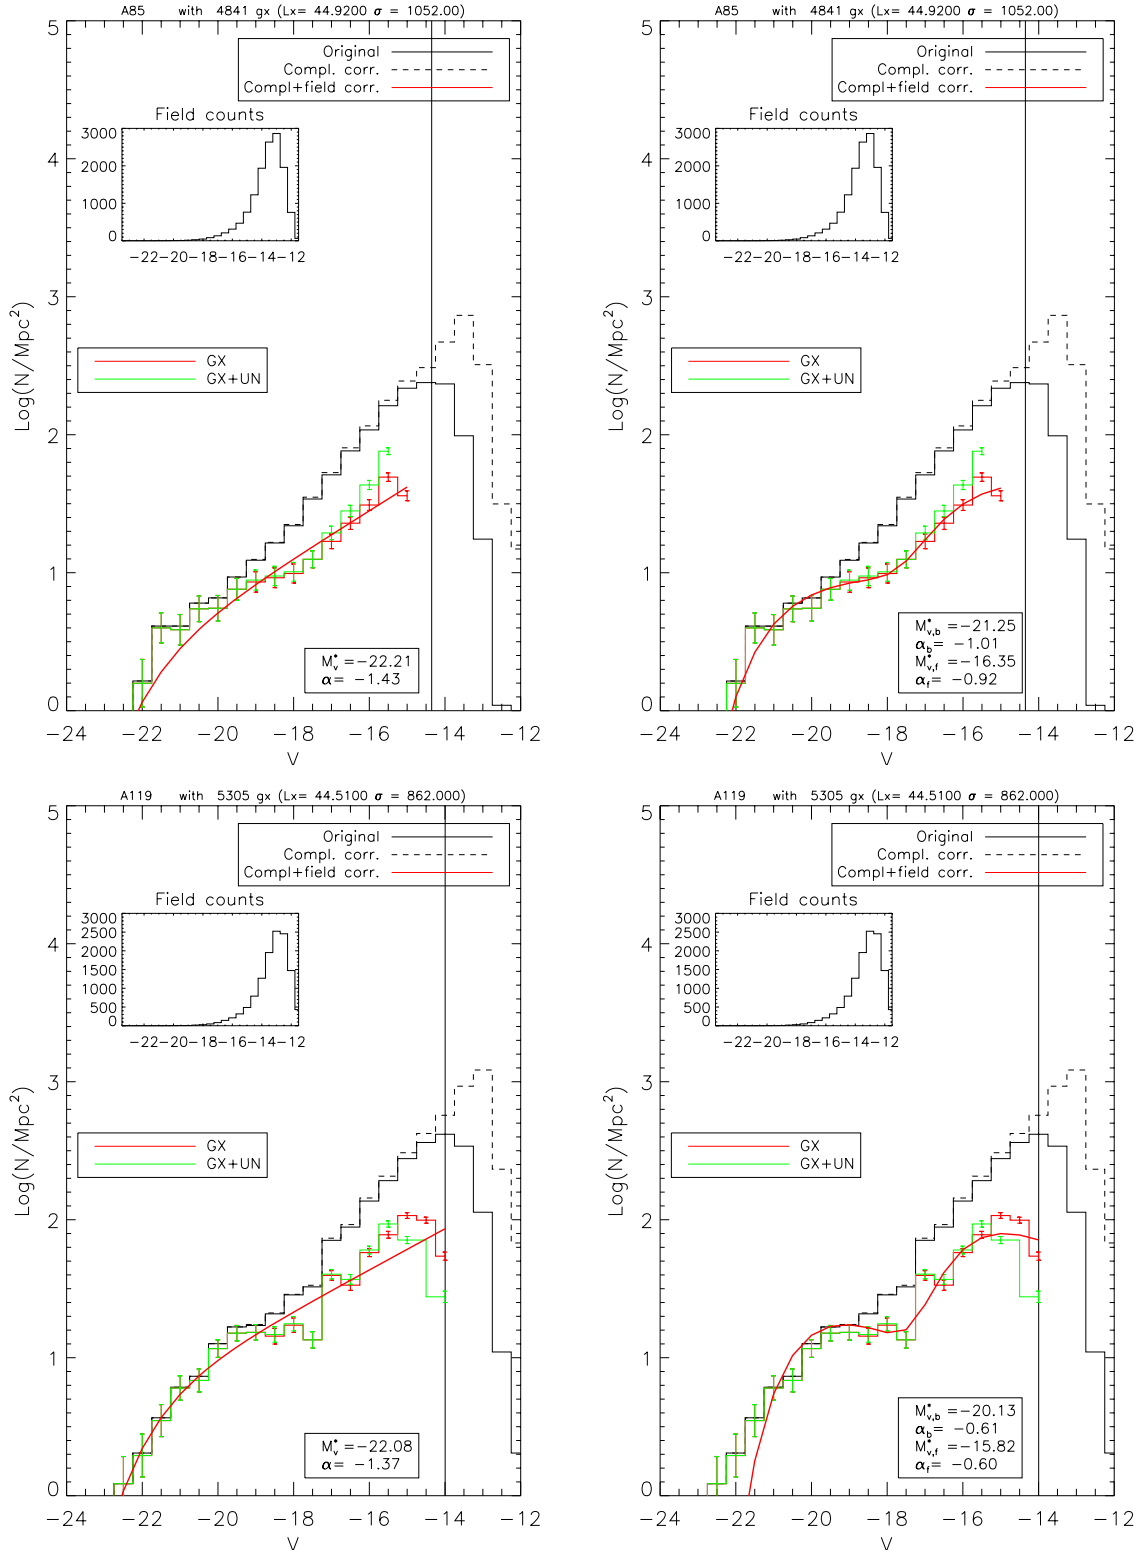 A85 with 4841 gx (Lx= 44.9200 σ = 1052.00)
5
Original
Compl. corr.
Compl+field corr.
Field counts
3000
2000
1000
0
−22−20−18−16−14−12
4
3
GX
GX+UN
2
1
0
Log(N/Mpc²)
M*v =−22.21
α= −1.43
−24 −22 −20 −18 −16 −14 −12
V
A85 with 4841 gx (Lx= 44.9200 σ = 1052.00)
5
Original
Compl. corr.
Compl+field corr.
Field counts
3000
2000
1000
0
−22−20−18−16−14−12
4
3
GX
GX+UN
2
1
0
Log(N/Mpc²)
M*v,b =−21.25
αb= −1.01
M*v,f =−16.35
αf= −0.92
−24 −22 −20 −18 −16 −14 −12
V
A119 with 5305 gx (Lx= 44.5100 σ = 862.000)
5
Original
Compl. corr.
Compl+field corr.
Field counts
3000
2500
2000
1500
1000
500
0
−22−20−18−16−14−12
4
3
GX
GX+UN
2
1
0
Log(N/Mpc²)
M*v =−22.08
α= −1.37
−24 −22 −20 −18 −16 −14 −12
V
A119 with 5305 gx (Lx= 44.5100 σ = 862.000)
5
Original
Compl. corr.
Compl+field corr.
Field counts
3000
2500
2000
1500
1000
500
0
−22−20−18−16−14−12
4
3
GX
GX+UN
2
1
0
Log(N/Mpc²)
M*v,b =−20.13
αb= −0.61
M*v,f =−15.82
αf= −0.60
−24 −22 −20 −18 −16 −14 −12
V